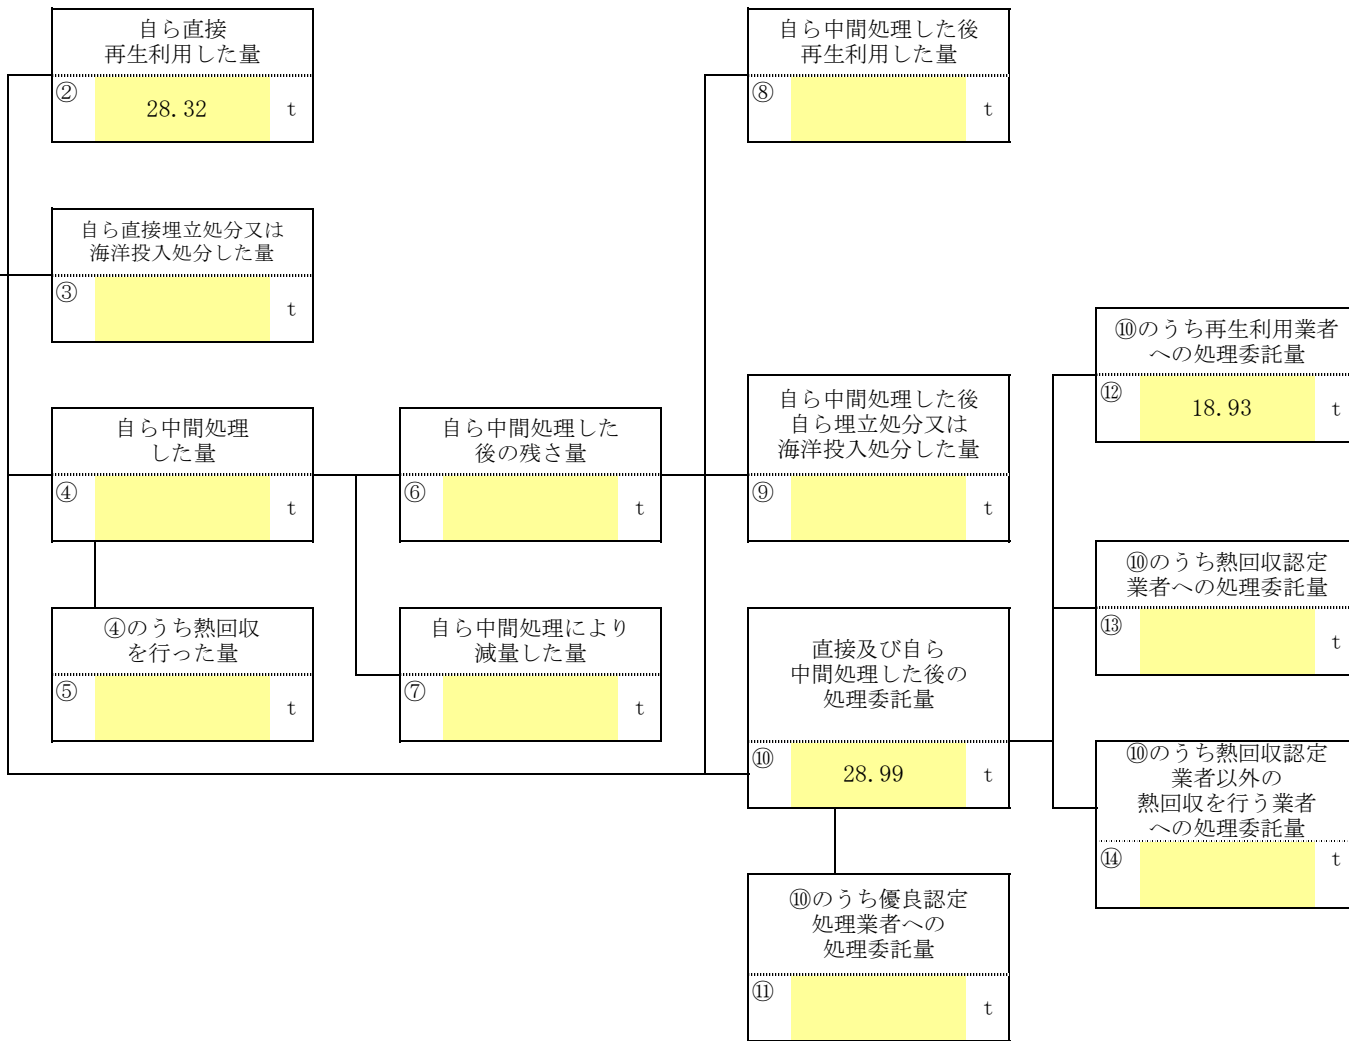 自ら直接
再生利用した量
②
28.32
t
自ら直接埋立処分又は
海洋投入処分した量
③
t
自ら中間処理
した量
④
t
④のうち熱回収
を行った量
⑤
t
自ら中間処理した
後の残さ量
⑥
t
自ら中間処理により
減量した量
⑦
t
自ら中間処理した後
再生利用した量
⑧
t
自ら中間処理した後
自ら埋立処分又は
海洋投入処分した量
⑨
t
直接及び自ら
中間処理した後の
処理委託量
⑩
28.99
t
⑩のうち優良認定
処理業者への
処理委託量
⑪
t
⑩のうち再生利用業者
への処理委託量
⑫
18.93
t
⑩のうち熱回収認定
業者への処理委託量
⑬
t
⑩のうち熱回収認定
業者以外の
熱回収を行う業者
への処理委託量
⑭
t